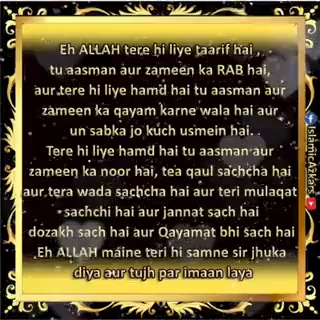 Eh ALLAH tere hi liye taarif hai ,
tu aasman aur zameen ka RAB hai,
aur tere hi liye hamd hai tu aasman aur
zameen ka qayam karne wala hai aur
un sabka jo kuch usmein hai.
Tere hi liye hamd hai tu aasman aur
zameen ka noor hai, tea qaul sachcha hai
aur tera wada sachcha hai aur teri mulaqat
sachchi hai aur jannat sach hai
dozakh sach hai aur Qayamat bhi sach hai
Eh ALLAH maine teri hi samne sir jhuka
diya aur tujh par imaan laya
IslamicAzkars